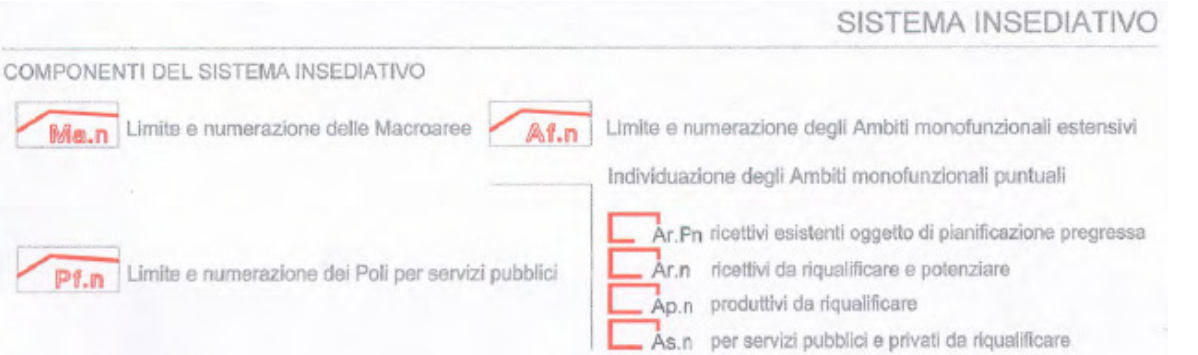 SISTEMA INSEDIATIVO
COMPONENTI DEL SISTEMA INSEDIATIVO
Ma.n Limite e numerazione delle Macroaree
Af.n Limite e numerazione degli Ambiti monofunzionali estensivi
Individuazione degli Ambiti monofunzionali puntuali
Ar.Pn ricettivi esistenti oggetto di pianificazione pregressa
Pf.n Limite e numerazione dei Poli per servizi pubblici
Ar.n ricettivi da riqualificare e potenziare
Ap.n produttivi da riqualificare
As.n per servizi pubblici e privati da riqualificare